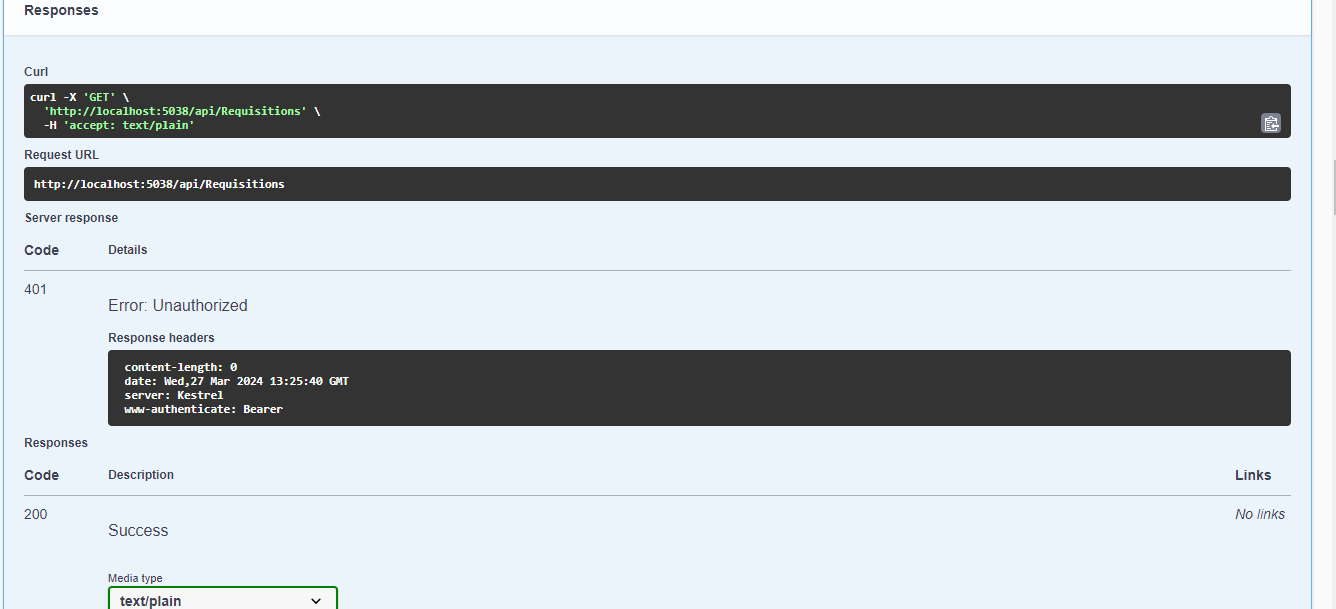 Responses
Curl
curl -X 'GET' \
'http://localhost:5038/api/Requisitions' \
-H 'accept: text/plain'
Request URL
http://localhost:5038/api/Requisitions
Server response
Code Details
401
Error: Unauthorized
Response headers
content-length: 0
date: Wed,27 Mar 2024 13:25:40 GMT
server: Kestrel
www-authenticate: Bearer
Responses
Code Description Links
200 No links
Success
Media type
text/plain